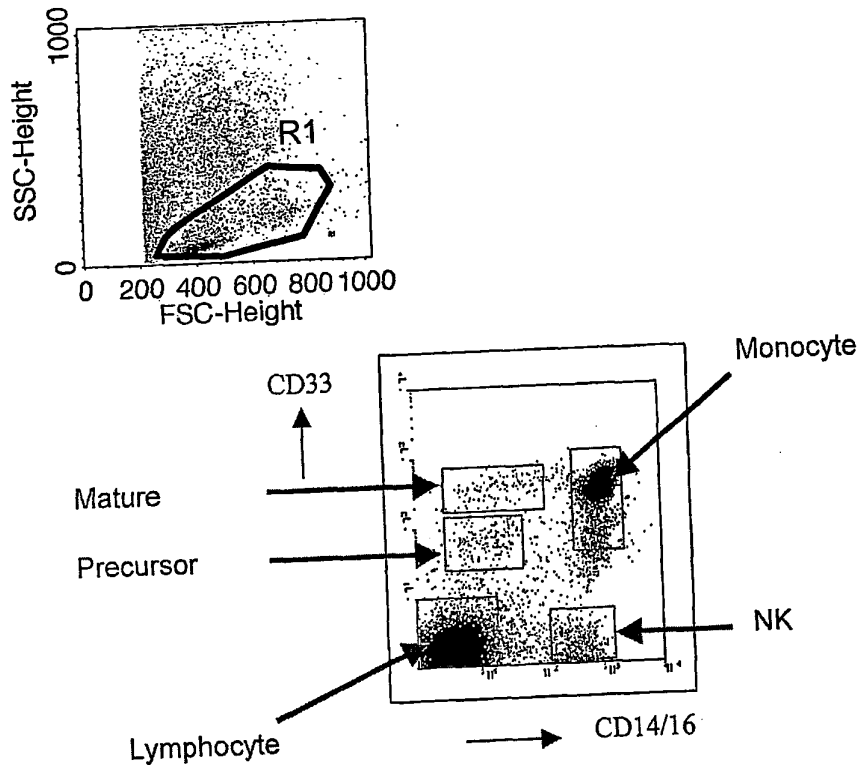 1000
SSC-Height
R1
0
0 200 400 600 800 1000
FSC-Height
Monocyte
CD33
Mature
Precursor
NK
CD14/16
Lymphocyte